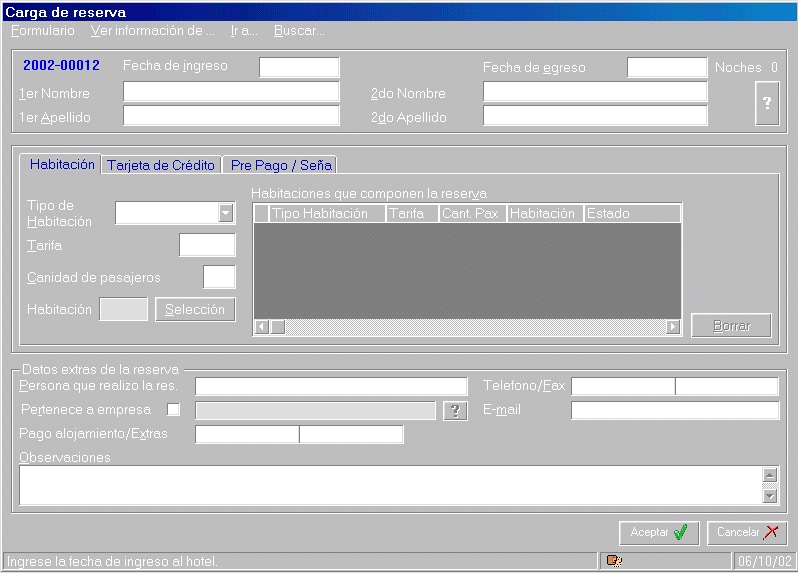 Carga de reserva
Formulario Ver información de ... Ir a... Buscar...
2002-00012 Fecha de ingreso Fecha de egreso Noches 0
1er Nombre 2do Nombre ?
1er Apellido 2do Apellido
Habitación Tarjeta de Crédito Pre Pago / Seña
Habitaciones que componen la reserva
Tipo de Habitación
Tipo Habitación Tarifa Cant. Pax Habitación Estado
Tarifa
Canidad de pasajeros
Habitación Selección
Borrar
Datos extras de la reserva
Persona que realizo la res. Telefono/Fax
Pertenece a empresa ? E-mail
Pago alojamiento/Extras
Observaciones
Aceptar Cancelar
Ingrese la fecha de ingreso al hotel. 06/10/02